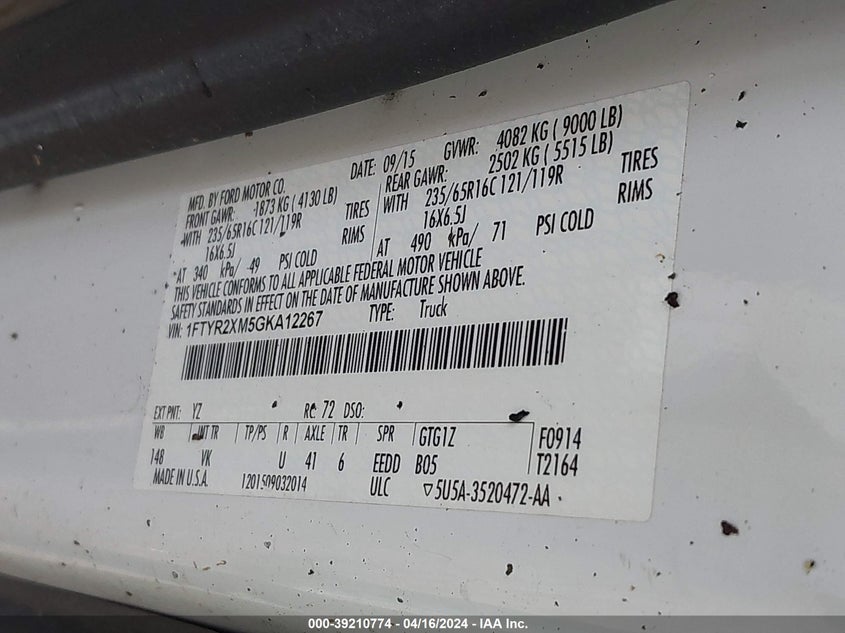 MFD. BY FORD MOTOR CO. DATE: 09/15 GVWR: 4082 KG ( 9000 LB)
FRONT GAWR: 1873 KG ( 4130 LB) REAR GAWR: 2502 KG ( 5515 LB)
WITH 235/65R16C 121/119R TIRES WITH 235/65R16C 121/119R TIRES
16X6.5J RIMS 16X6.5J RIMS
AT 340 kPa/ 49 PSI COLD AT 490 kPa/ 71 PSI COLD
THIS VEHICLE CONFORMS TO ALL APPLICABLE FEDERAL MOTOR VEHICLE
SAFETY STANDARDS IN EFFECT ON THE DATE OF MANUFACTURE SHOWN ABOVE.
VIN: 1FTYR2XM5GKA12267 TYPE: Truck
EXT PNT: YZ RC: 72 DSO:
WB INT TR TP/PS R AXLE TR SPR GTG1Z F0914
148 VK U 41 6 EEDD B05 T2164
MADE IN U.S.A. 1201509032014 ULC ▽5U5A-3520472-AA
000-39210774 - 04/16/2024 - IAA Inc.